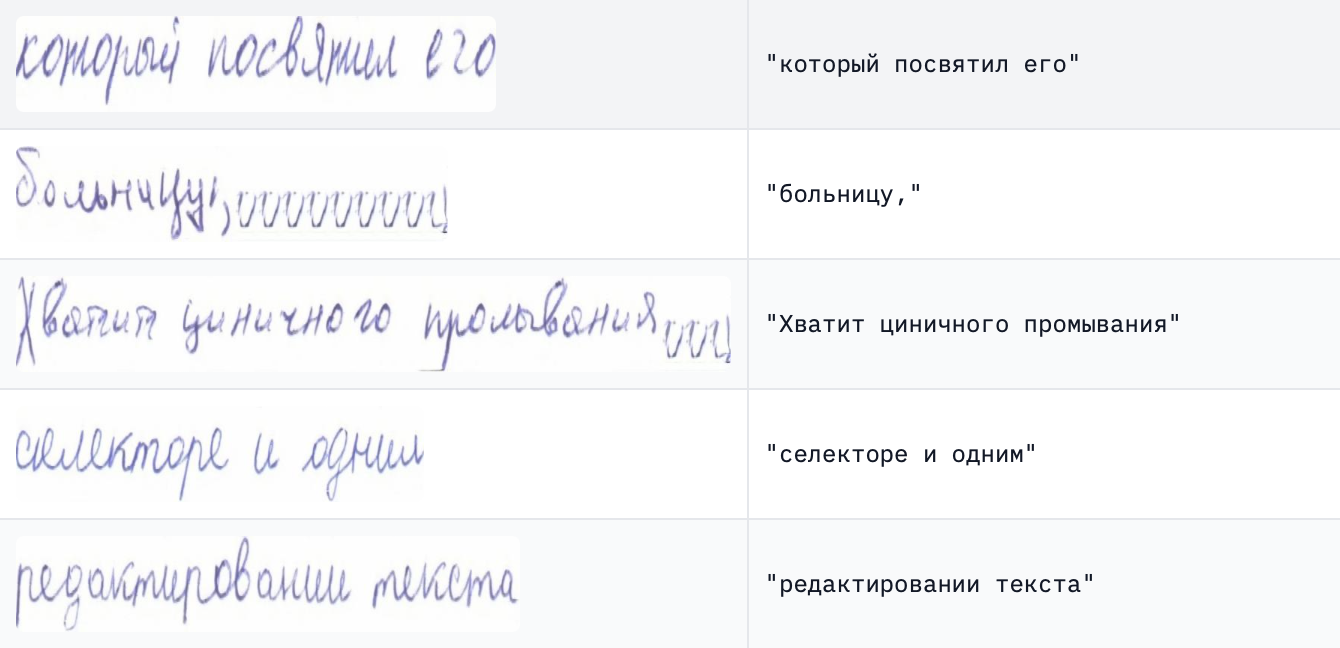 который посвятил его "который посвятил его"
больницу, "больницу,"
Хватит циничного промывания "Хватит циничного промывания"
селекторе и одним "селекторе и одним"
редактировании текста "редактировании текста"